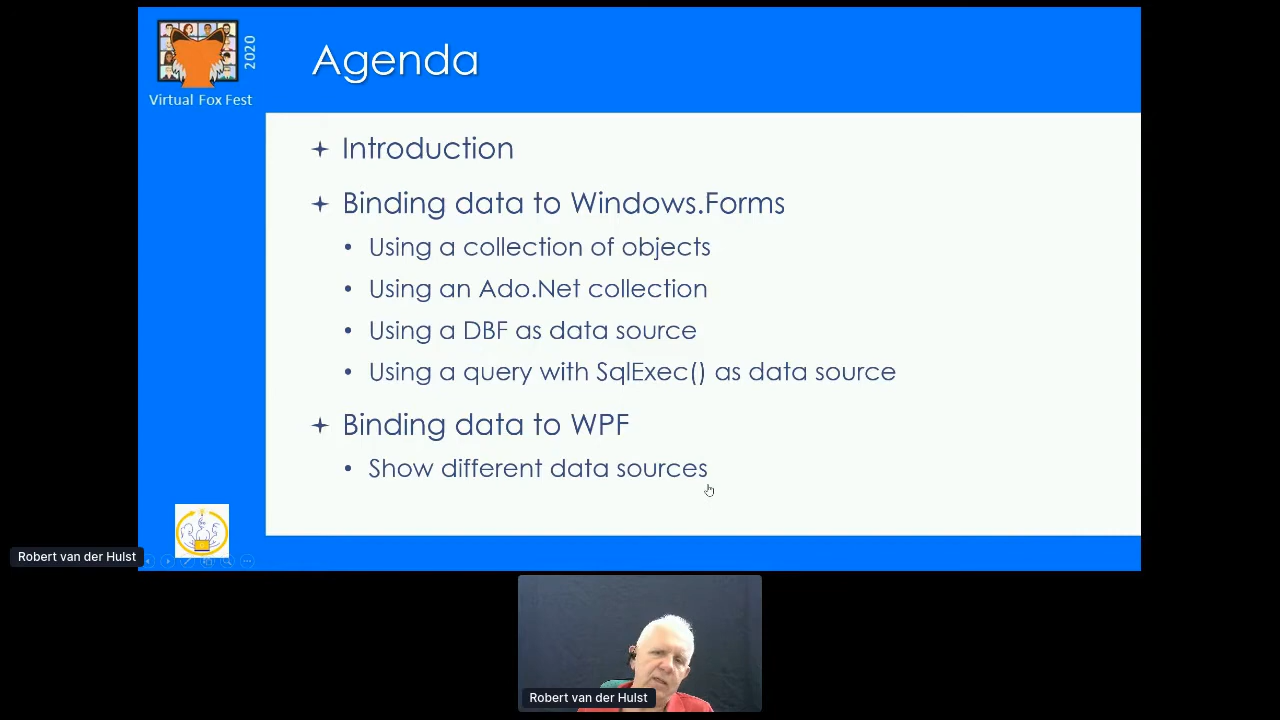 2020
Virtual Fox Fest
Agenda
Introduction
Binding data to Windows.Forms
Using a collection of objects
Using an Ado.Net collection
Using a DBF as data source
Using a query with SqlExec() as data source
Binding data to WPF
Show different data sources
Robert van der Hulst
Robert van der Hulst